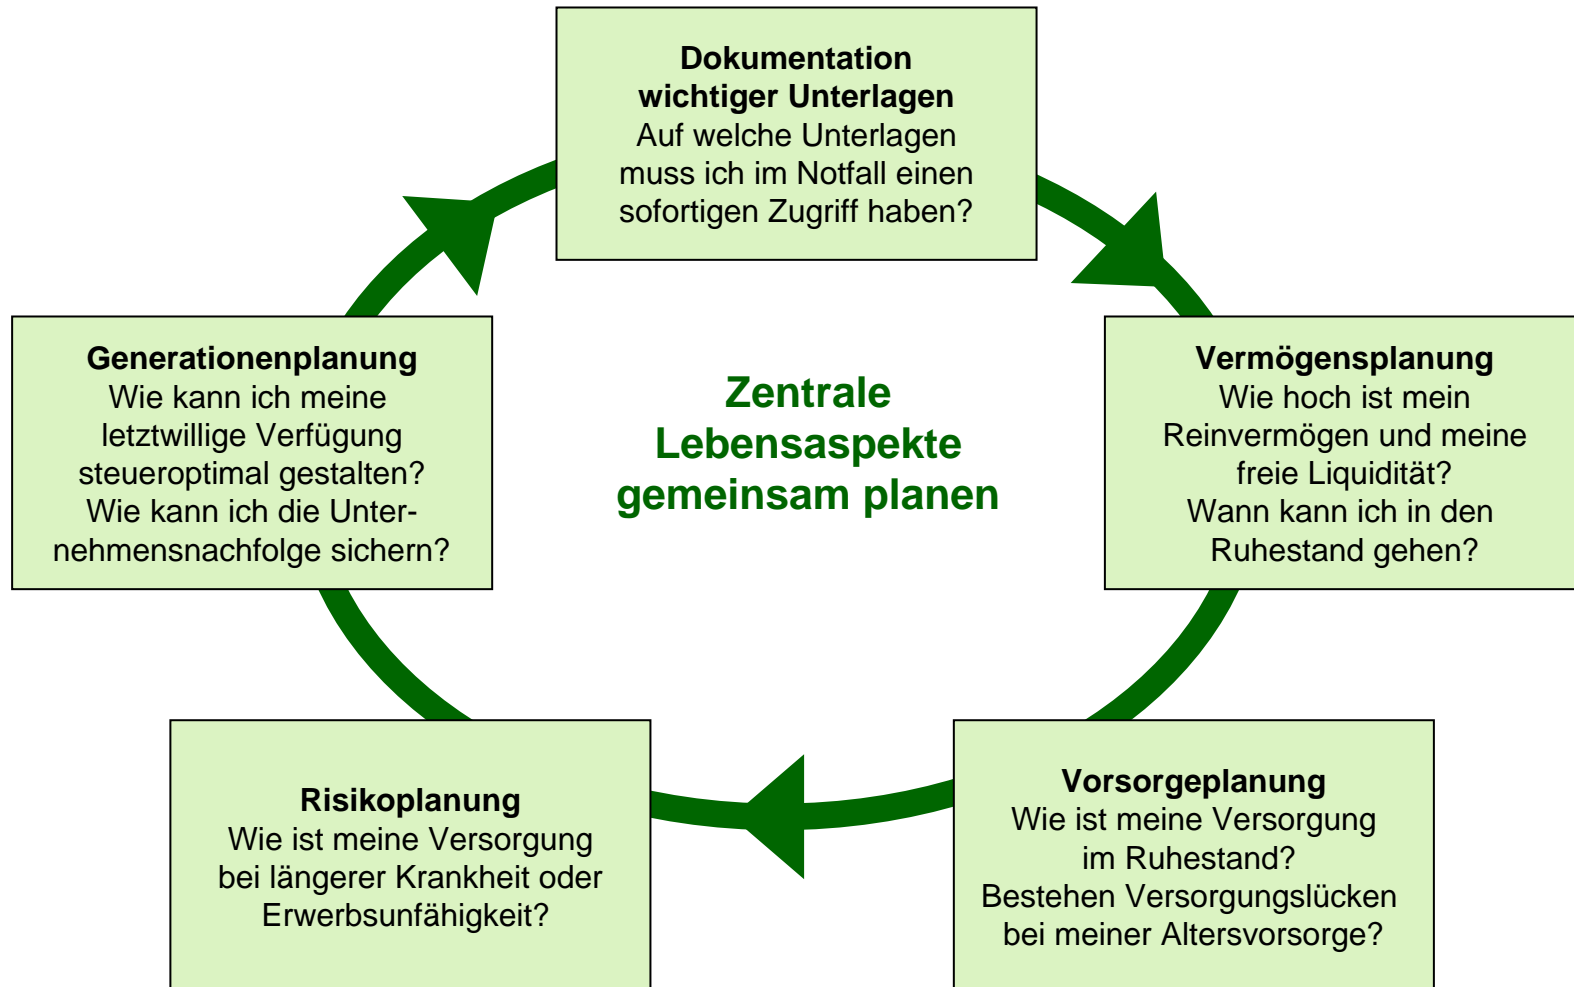 Dokumentation
wichtiger Unterlagen
Auf welche Unterlagen
muss ich im Notfall einen
sofortigen Zugriff haben?
Generationenplanung
Wie kann ich meine
letztwillige Verfügung
steueroptimal gestalten?
Wie kann ich die Unter-
nehmensnachfolge sichern?
Zentrale
Lebensaspekte
gemeinsam planen
Vermögensplanung
Wie hoch ist mein
Reinvermögen und meine
freie Liquidität?
Wann kann ich in den
Ruhestand gehen?
Risikoplanung
Wie ist meine Versorgung
bei längerer Krankheit oder
Erwerbsunfähigkeit?
Vorsorgeplanung
Wie ist meine Versorgung
im Ruhestand?
Bestehen Versorgungslücken
bei meiner Altersvorsorge?